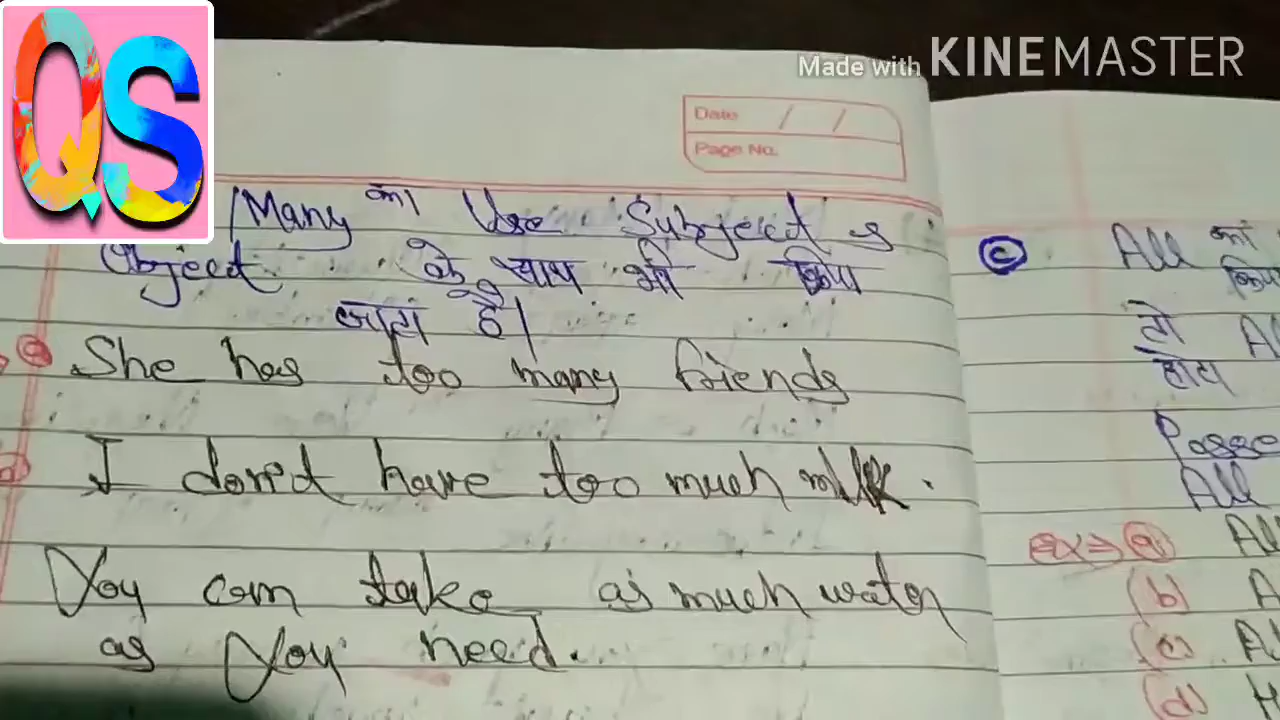 QS
Made with KINEMASTER
Date / /
Page No.
/Many का Use Subject &
Object के साथ भी किया
जाता है।
She has too many friends
I don't have too much milk.
You can take as much water
as you need.
C All का
तो
होता
All
ex⇒ a
(b)
(c)
(d)